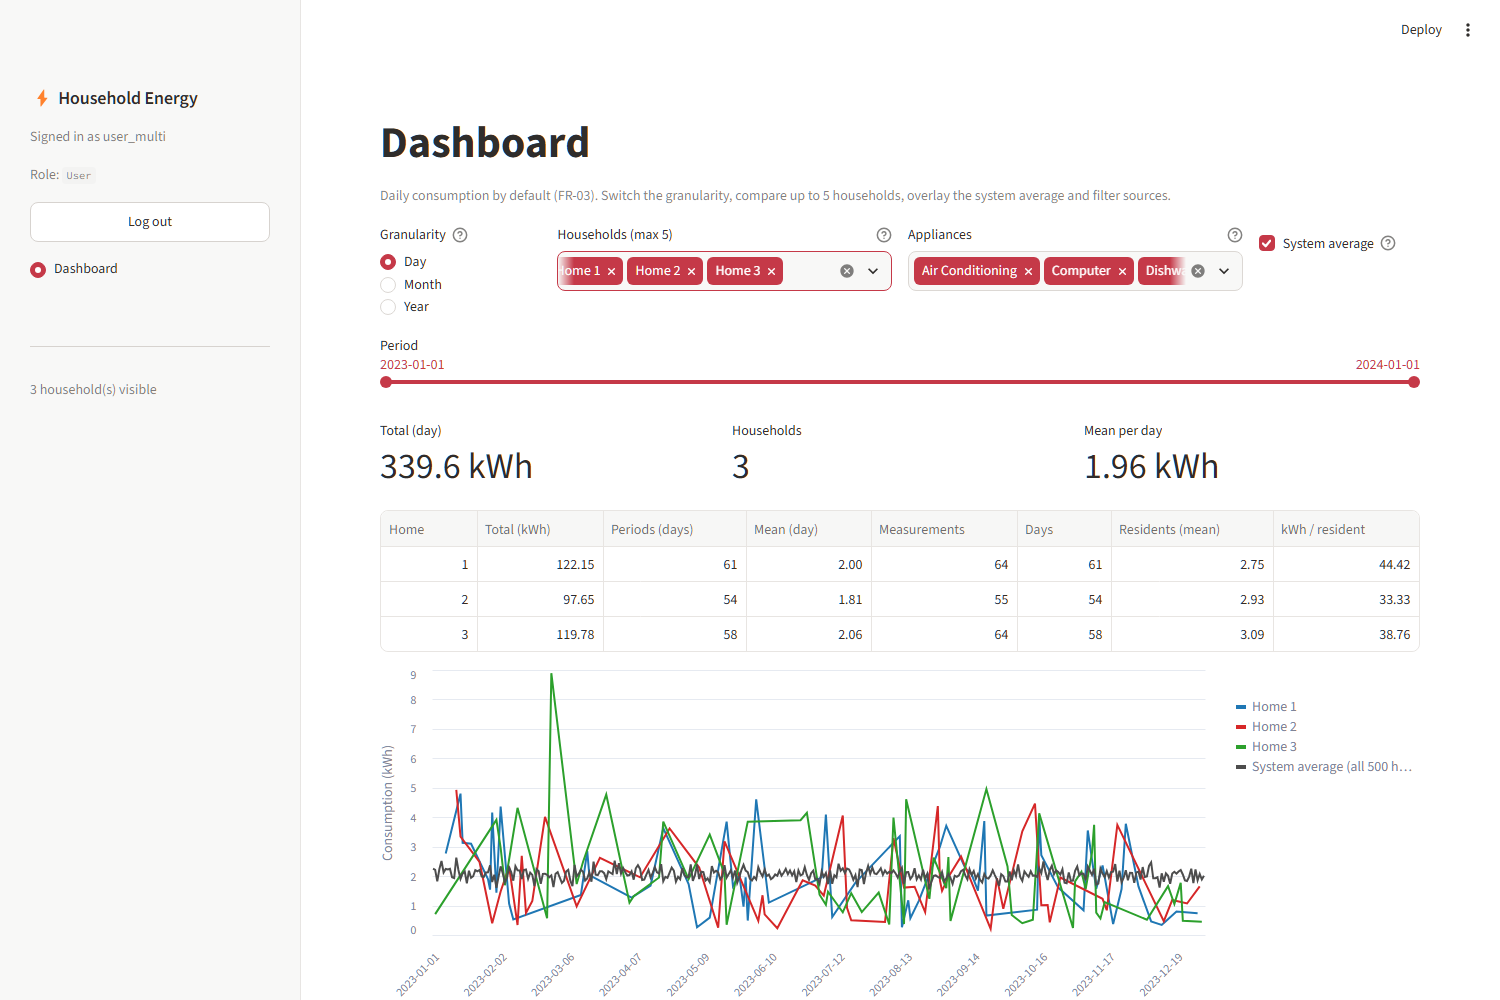 Deploy
Household Energy
Signed in as user_multi
Role: User
Log out
Dashboard
3 household(s) visible
Dashboard
Daily consumption by default (FR-03). Switch the granularity, compare up to 5 households, overlay the system average and filter sources.
Granularity
Day
Month
Year
Households (max 5)
Home 1 Home 2 Home 3
Appliances
Air Conditioning Computer Dishw
System average
Period
2023-01-01 2024-01-01
Total (day) Households Mean per day
339.6 kWh 3 1.96 kWh
Home Total (kWh) Periods (days) Mean (day) Measurements Days Residents (mean) kWh / resident
1 122.15 61 2.00 64 61 2.75 44.42
2 97.65 54 1.81 55 54 2.93 33.33
3 119.78 58 2.06 64 58 3.09 38.76
Consumption (kWh)
9
8
7
6
5
4
3
2
1
0
2023-01-01 2023-02-02 2023-03-06 2023-04-07 2023-05-09 2023-06-10 2023-07-12 2023-08-13 2023-09-14 2023-10-16 2023-11-17 2023-12-19
Home 1
Home 2
Home 3
System average (all 500 h…